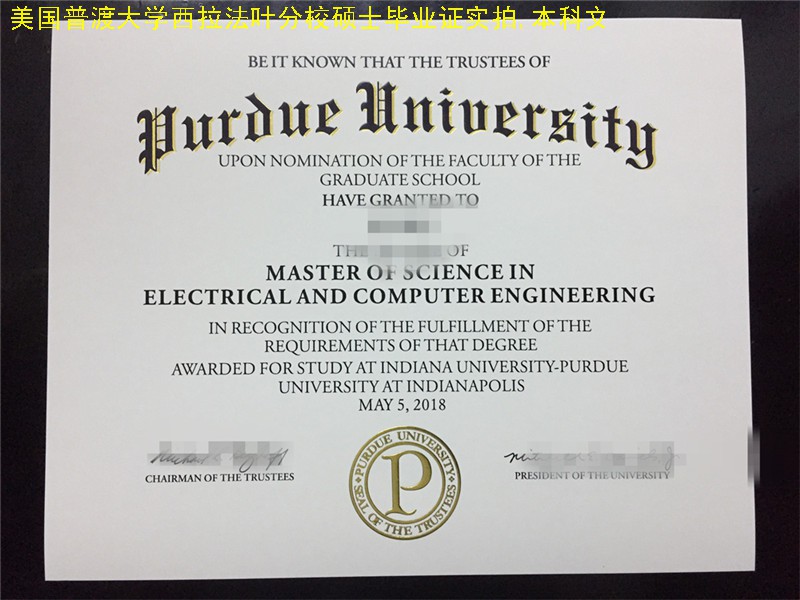 美国普渡大学西拉法叶分校硕士毕业证实拍.本科文
BE IT KNOWN THAT THE TRUSTEES OF
Purdue University
UPON NOMINATION OF THE FACULTY OF THE
GRADUATE SCHOOL
HAVE GRANTED TO
THE OF
MASTER OF SCIENCE IN
ELECTRICAL AND COMPUTER ENGINEERING
IN RECOGNITION OF THE FULFILLMENT OF THE
REQUIREMENTS OF THAT DEGREE
AWARDED FOR STUDY AT INDIANA UNIVERSITY-PURDUE
UNIVERSITY AT INDIANAPOLIS
MAY 5, 2018
CHAIRMAN OF THE TRUSTEES
PURDUE UNIVERSITY
P
SEAL OF THE TRUSTEES
PRESIDENT OF THE UNIVERSITY